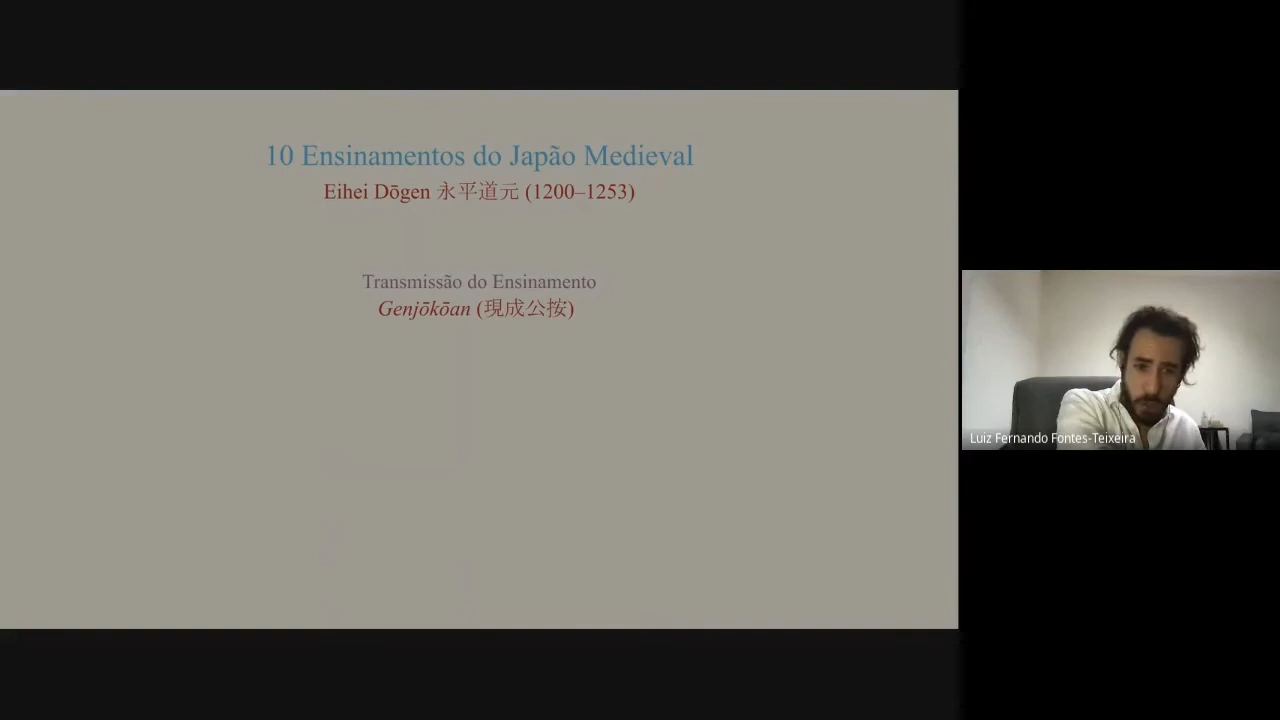 10 Ensinamentos do Japão Medieval
Eihei Dōgen 永平道元 (1200–1253)
Transmissão do Ensinamento
Genjōkōan (現成公按)
Luiz Fernando Fontes-Teixeira